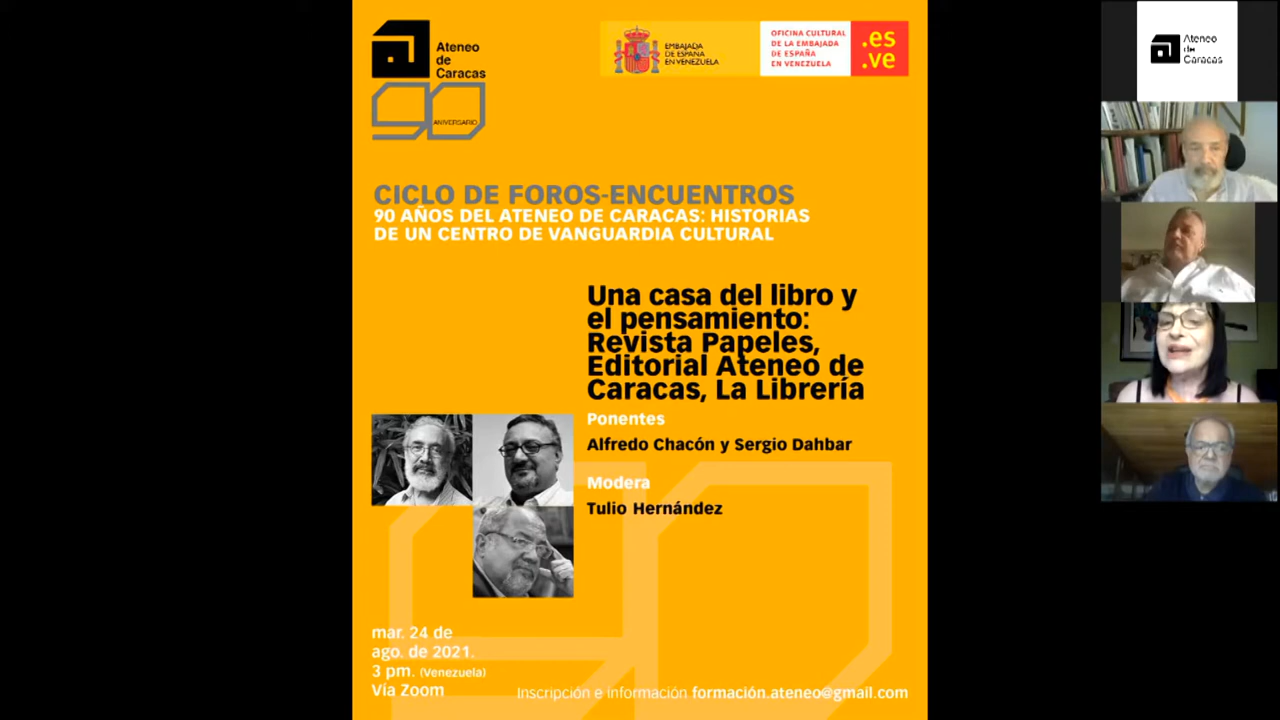 Ateneo
de
Caracas
90
ANIVERSARIO
EMBAJADA
DE ESPAÑA
EN VENEZUELA
OFICINA CULTURAL
DE LA EMBAJADA
DE ESPAÑA
EN VENEZUELA
.es
.ve
CICLO DE FOROS-ENCUENTROS
90 AÑOS DEL ATENEO DE CARACAS: HISTORIAS
DE UN CENTRO DE VANGUARDIA CULTURAL
Una casa del libro y
el pensamiento:
Revista Papeles,
Editorial Ateneo de
Caracas, La Librería
Ponentes
Alfredo Chacón y Sergio Dahbar
Modera
Tulio Hernández
mar. 24 de
ago. de 2021.
3 pm. (Venezuela)
Vía Zoom
Inscripción e información formación.ateneo@gmail.com
Ateneo
de
Caracas